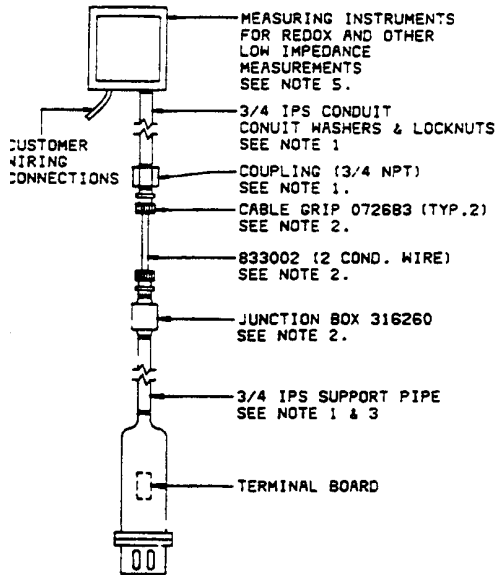 MEASURING INSTRUMENTS
FOR REDOX AND OTHER
LOW IMPEDANCE
MEASUREMENTS
SEE NOTE 5.
3/4 IPS CONDUIT
CONUIT WASHERS & LOCKNUTS
SEE NOTE 1
CUSTOMER
WIRING
CONNECTIONS
COUPLING (3/4 NPT)
SEE NOTE 1.
CABLE GRIP 072683 (TYP.2)
SEE NOTE 2.
833002 (2 COND. WIRE)
SEE NOTE 2.
JUNCTION BOX 316260
SEE NOTE 2.
3/4 IPS SUPPORT PIPE
SEE NOTE 1 & 3
TERMINAL BOARD